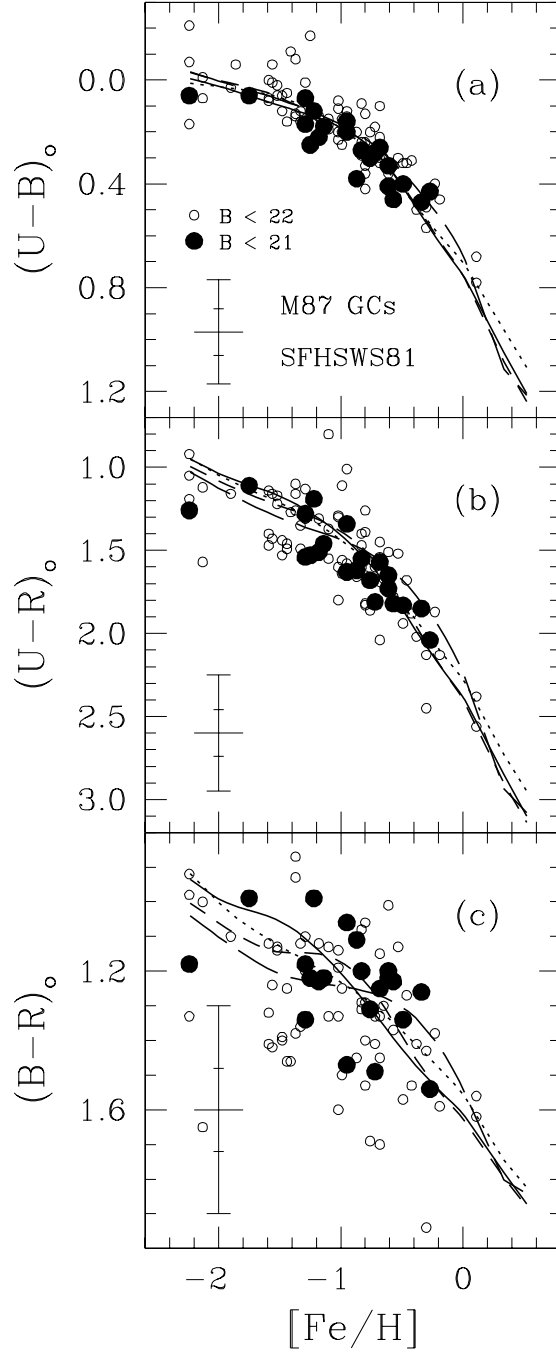 (a)
0.0
0.4
0.8
1.2
(U−B)o
B < 22
B < 21
M87 GCs
SFHSWS81
(b)
1.0
1.5
2.0
2.5
3.0
(U−R)o
(c)
1.2
1.6
(B−R)o
−2 −1 0
[Fe/H]